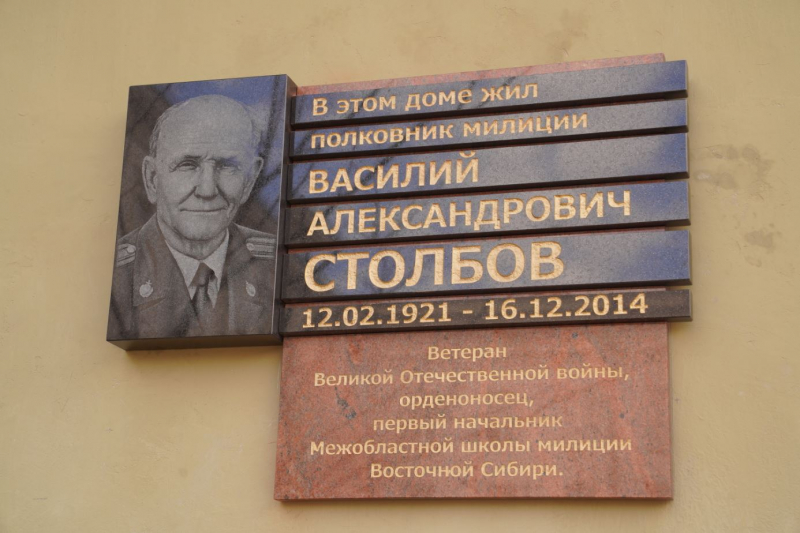 В этом доме жил
полковник милиции
ВАСИЛИЙ
АЛЕКСАНДРОВИЧ
СТОЛБОВ
12.02.1921 - 16.12.2014
Ветеран
Великой Отечественной войны,
орденоносец,
первый начальник
Межобластной школы милиции
Восточной Сибири.